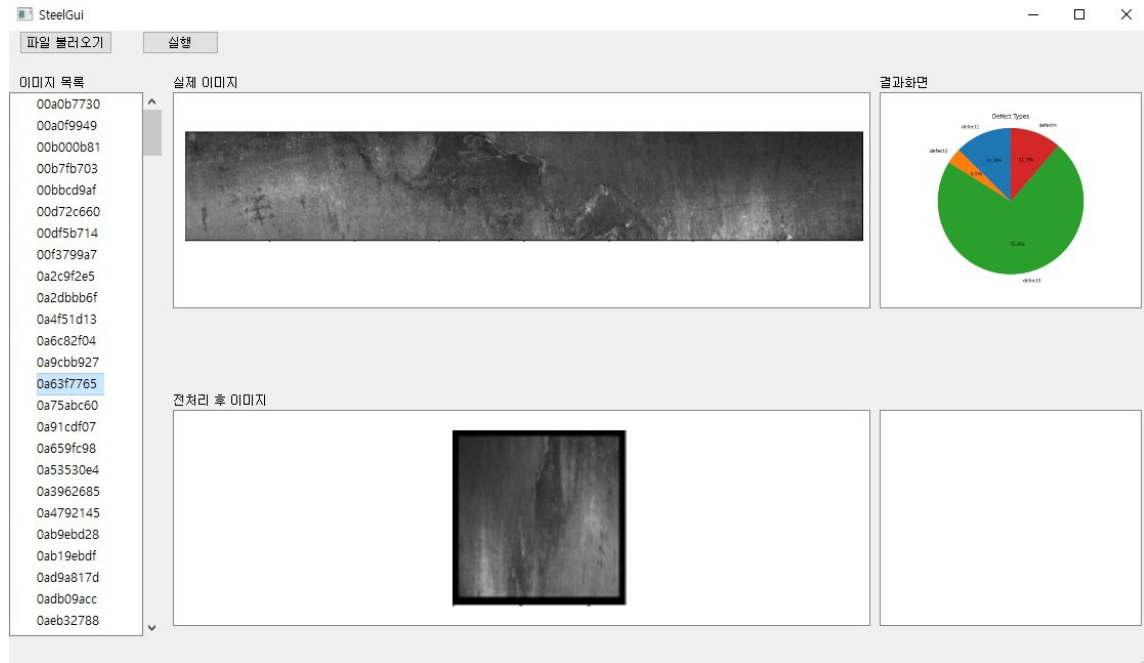 SteelGui
파일 불러오기
실행
이미지 목록
00a0b7730
00a0f9949
00b000b81
00b7fb703
00bbcd9af
00d72c660
00df5b714
00f3799a7
0a2c9f2e5
0a2dbbb6f
0a4f51d13
0a6c82f04
0a9cbb927
0a63f7765
0a75abc60
0a91cdf07
0a659fc98
0a53530e4
0a3962685
0a4792145
0ab9ebd28
0ab19ebdf
0ad9a817d
0adb09acc
0aeb32788
실제 이미지
전처리 후 이미지
결과화면
Defect Types
defect1
defect4
defect3